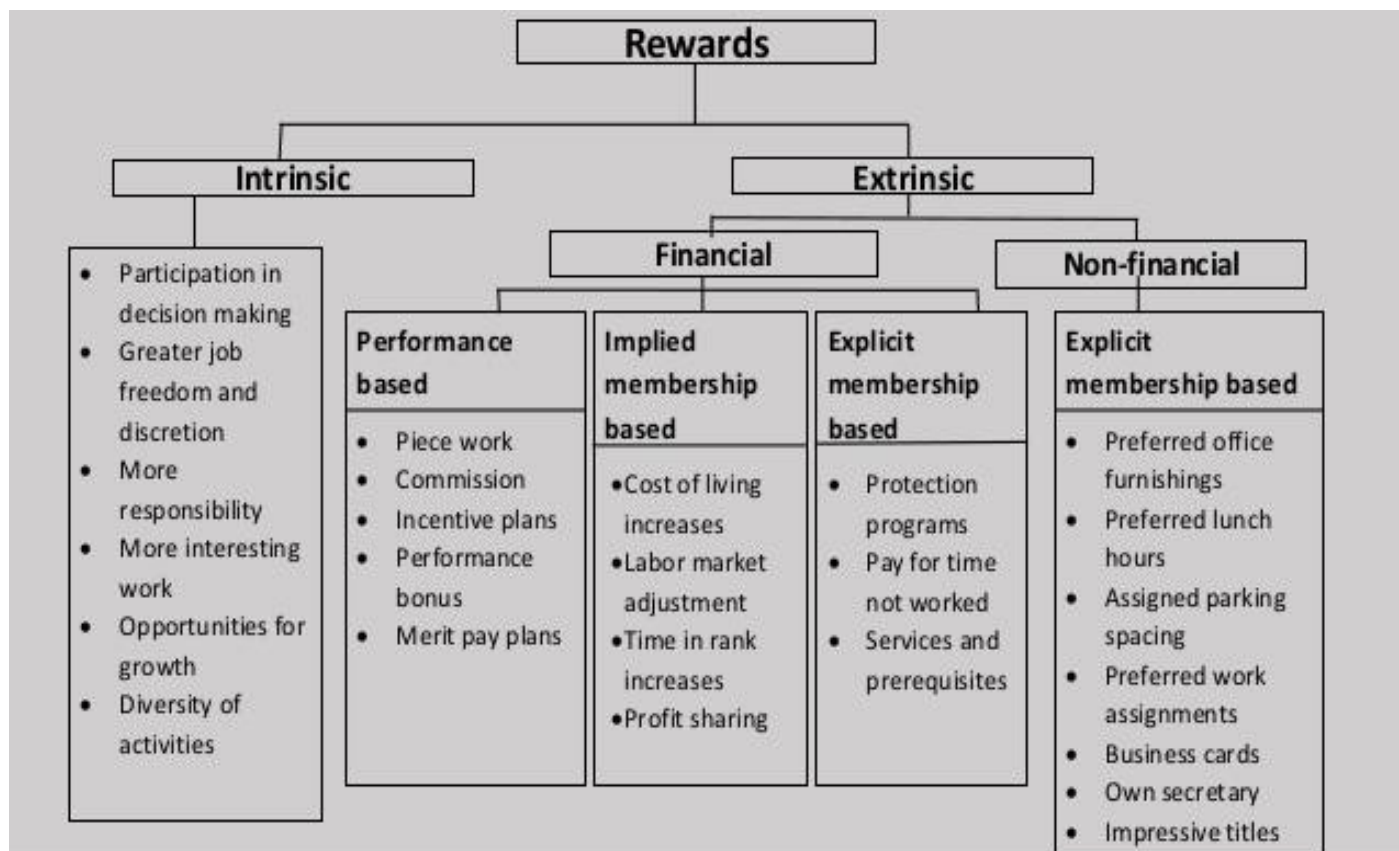 Rewards
Intrinsic
Extrinsic
Financial
Non-financial
• Participation in
decision making
• Greater job
freedom and
discretion
• More
responsibility
• More interesting
work
• Opportunities for
growth
• Diversity of
activities
Performance
based
• Piece work
• Commission
• Incentive plans
• Performance
bonus
• Merit pay plans
Implied
membership
based
•Cost of living
increases
•Labor market
adjustment
•Time in rank
increases
•Profit sharing
Explicit
membership
based
• Protection
programs
• Pay for time
not worked
• Services and
prerequisites
Explicit
membership based
• Preferred office
furnishings
• Preferred lunch
hours
• Assigned parking
spacing
• Preferred work
assignments
• Business cards
• Own secretary
• Impressive titles